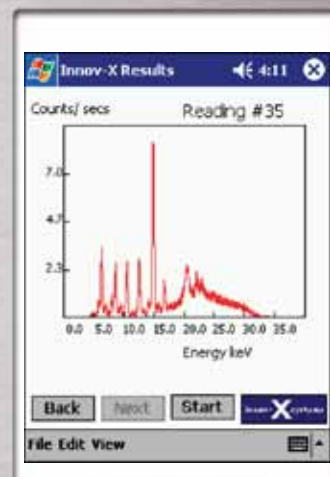 Innov-X Results 4:11
Counts/ secs Reading #35
7.0
4.7
2.3
0.0 5.0 10.0 15.0 20.0 25.0 30.0 35.0
Energy keV
Back Next Start Innov-X systems
File Edit View